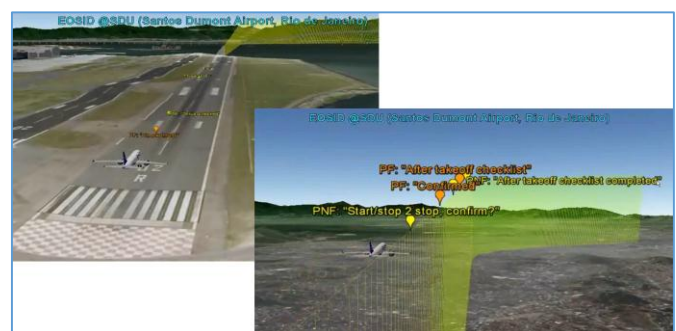 EOSID @SDU (Santos Dumont Airport, Rio de Janeiro)
2
R
EOSID @SDU (Santos Dumont Airport, Rio de Janeiro)
PF: "After takeoff checklist"
PF: "Confirmed
PNF: "After takeoff checklist completed"
PNF: "Start/stop 2 stop, confirm?"